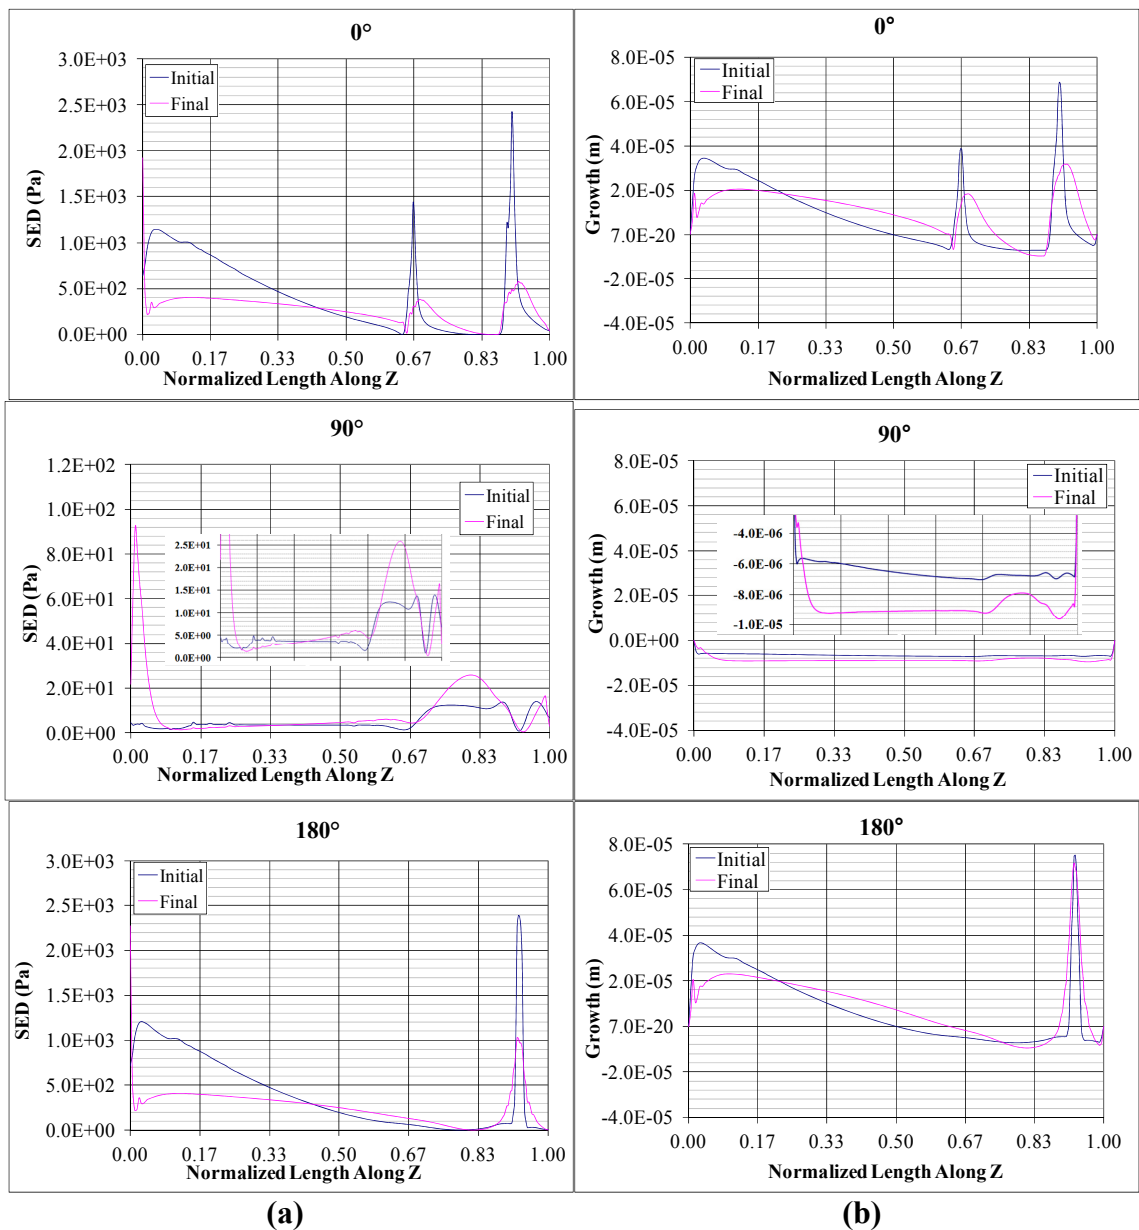 0°
3.0E+03
2.5E+03
2.0E+03
1.5E+03
1.0E+03
5.0E+02
0.0E+00
SED (Pa)
Initial
Final
0.00 0.17 0.33 0.50 0.67 0.83 1.00
Normalized Length Along Z
0°
8.0E-05
6.0E-05
4.0E-05
2.0E-05
7.0E-20
-2.0E-05
-4.0E-05
Growth (m)
Initial
Final
0.00 0.17 0.33 0.50 0.67 0.83 1.00
Normalized Length Along Z
90°
1.2E+02
1.0E+02
8.0E+01
6.0E+01
4.0E+01
2.0E+01
0.0E+00
SED (Pa)
Initial
Final
2.5E+01
2.0E+01
1.5E+01
1.0E+01
5.0E+00
0.0E+00
0.00 0.17 0.33 0.50 0.67 0.83 1.00
Normalized Length Along Z
90°
8.0E-05
6.0E-05
4.0E-05
2.0E-05
0.0E+00
-2.0E-05
-4.0E-05
Growth (m)
Initial
Final
-4.0E-06
-6.0E-06
-8.0E-06
-1.0E-05
0.00 0.17 0.33 0.50 0.67 0.83 1.00
Normalized Length Along Z
180°
3.0E+03
2.5E+03
2.0E+03
1.5E+03
1.0E+03
5.0E+02
0.0E+00
SED (Pa)
Initial
Final
0.00 0.17 0.33 0.50 0.67 0.83 1.00
Normalized Length Along Z
180°
8.0E-05
6.0E-05
4.0E-05
2.0E-05
7.0E-20
-2.0E-05
-4.0E-05
Growth (m)
Initial
Final
0.00 0.17 0.33 0.50 0.67 0.83 1.00
Normalized Length Along Z
(a) (b)